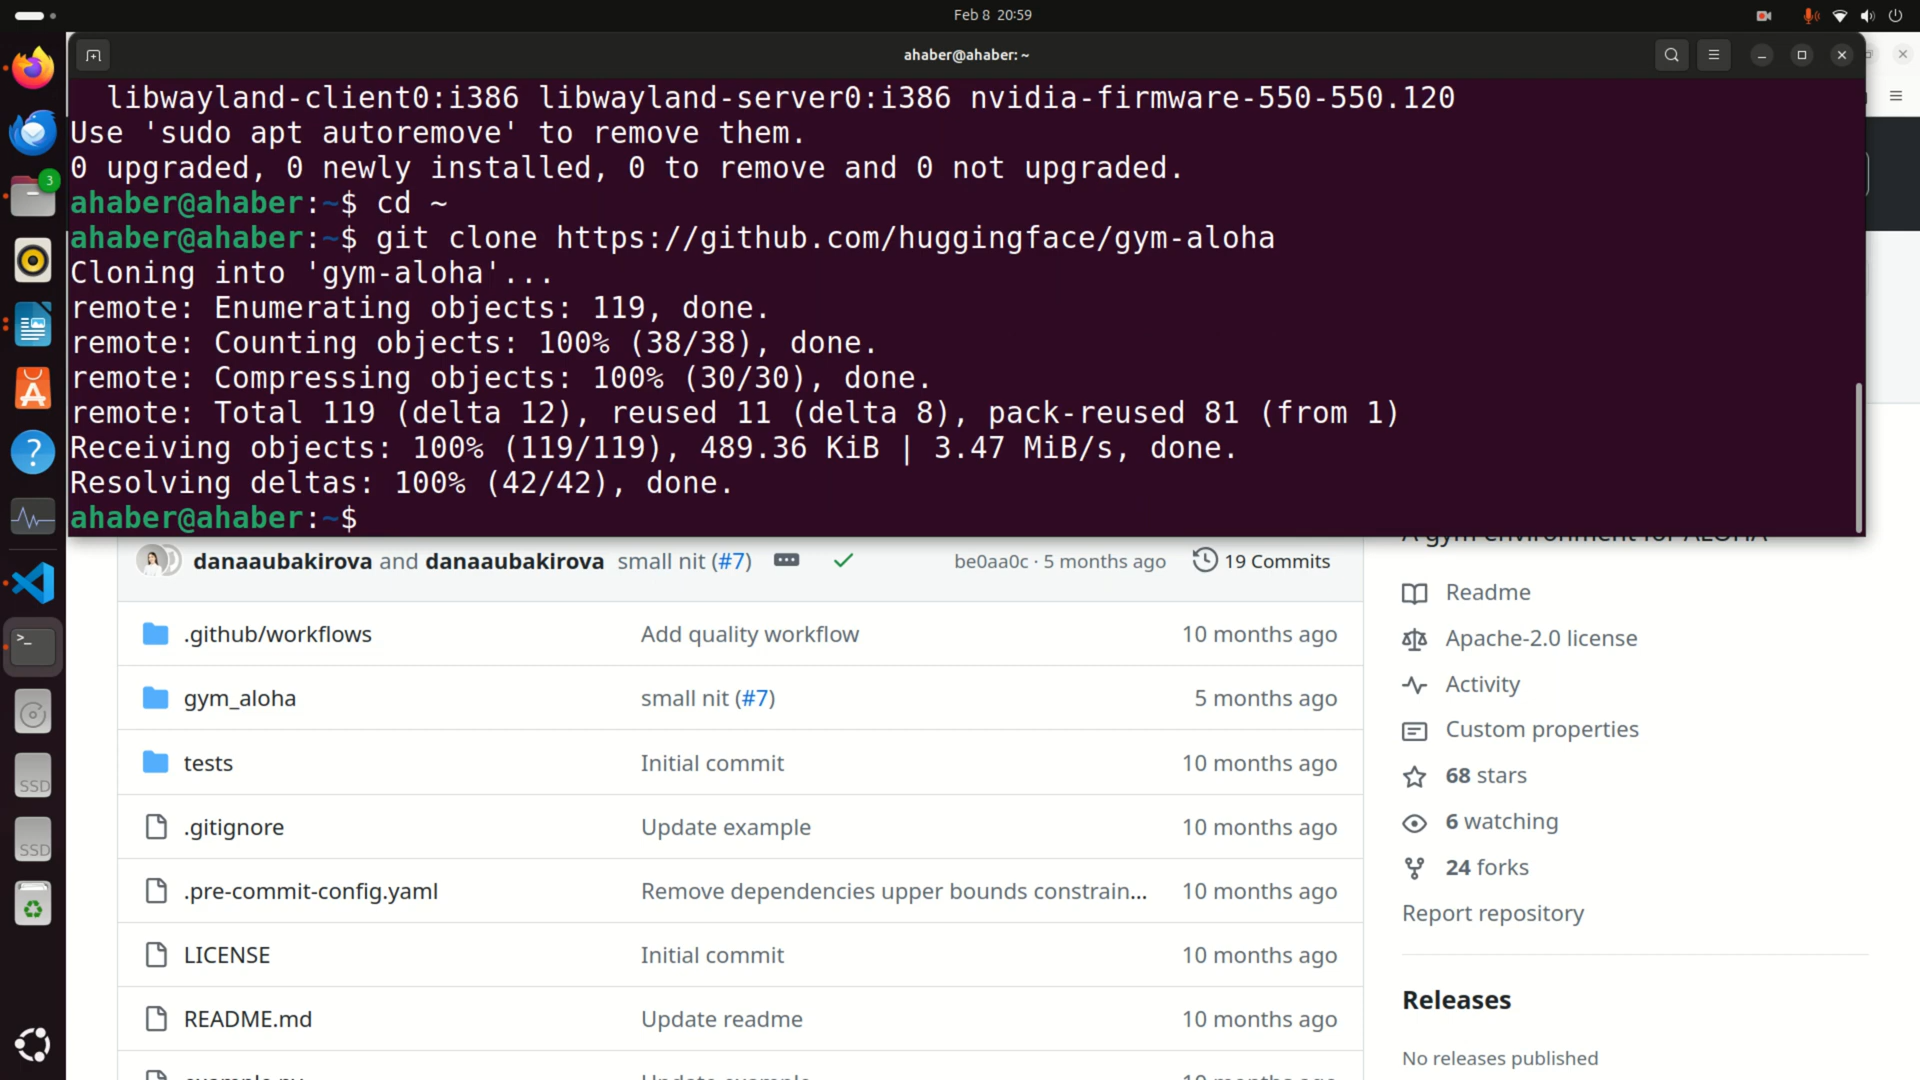 Feb 8 20:59
ahaber@ahaber: ~
libwayland-client0:i386 libwayland-server0:i386 nvidia-firmware-550-550.120
Use 'sudo apt autoremove' to remove them.
0 upgraded, 0 newly installed, 0 to remove and 0 not upgraded.
ahaber@ahaber:~$ cd ~
ahaber@ahaber:~$ git clone https://github.com/huggingface/gym-aloha
Cloning into 'gym-aloha'...
remote: Enumerating objects: 119, done.
remote: Counting objects: 100% (38/38), done.
remote: Compressing objects: 100% (30/30), done.
remote: Total 119 (delta 12), reused 11 (delta 8), pack-reused 81 (from 1)
Receiving objects: 100% (119/119), 489.36 KiB | 3.47 MiB/s, done.
Resolving deltas: 100% (42/42), done.
ahaber@ahaber:~$
3
SSD
SSD
danaaubakirova and danaaubakirova small nit (#7) be0aa0c · 5 months ago 19 Commits
.github/workflows Add quality workflow 10 months ago
gym_aloha small nit (#7) 5 months ago
tests Initial commit 10 months ago
.gitignore Update example 10 months ago
.pre-commit-config.yaml Remove dependencies upper bounds constrain... 10 months ago
LICENSE Initial commit 10 months ago
README.md Update readme 10 months ago
A gym environment for ALOHA
Readme
Apache-2.0 license
Activity
Custom properties
68 stars
6 watching
24 forks
Report repository
Releases
No releases published